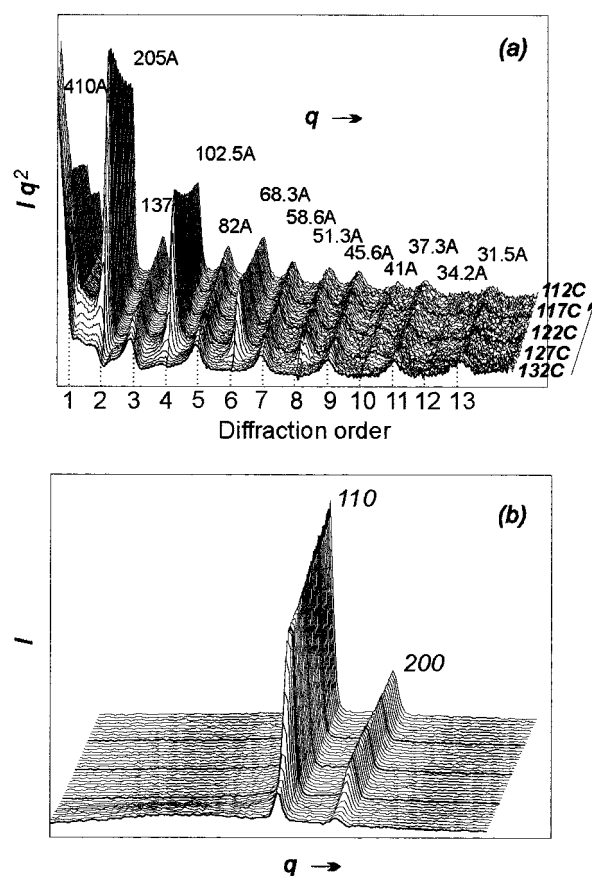 (a)
205A
410A
q →
I q²
102.5A
137
82A
68.3A
58.6A
51.3A
45.6A
41A
37.3A
34.2A
31.5A
112C
117C
122C
127C
132C
1 2 3 4 5 6 7 8 9 10 11 12 13
Diffraction order
(b)
110
200
I
q →